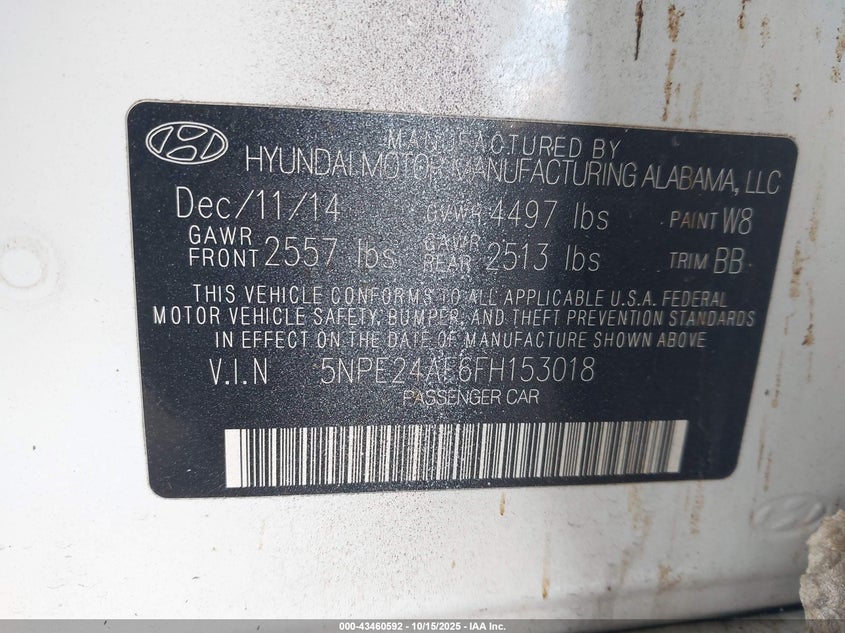 MANUFACTURED BY
HYUNDAI MOTOR MANUFACTURING ALABAMA, LLC
Dec/11/14 GVWR 4497 lbs PAINT W8
GAWR FRONT 2557 lbs GAWR REAR 2513 lbs TRIM BB
THIS VEHICLE CONFORMS TO ALL APPLICABLE U.S.A. FEDERAL
MOTOR VEHICLE SAFETY, BUMPER, AND THEFT PREVENTION STANDARDS
IN EFFECT ON THE DATE OF MANUFACTURE SHOWN ABOVE
V.I.N 5NPE24AF6FH153018
PASSENGER CAR
000-43460592 - 10/15/2025 - IAA Inc.